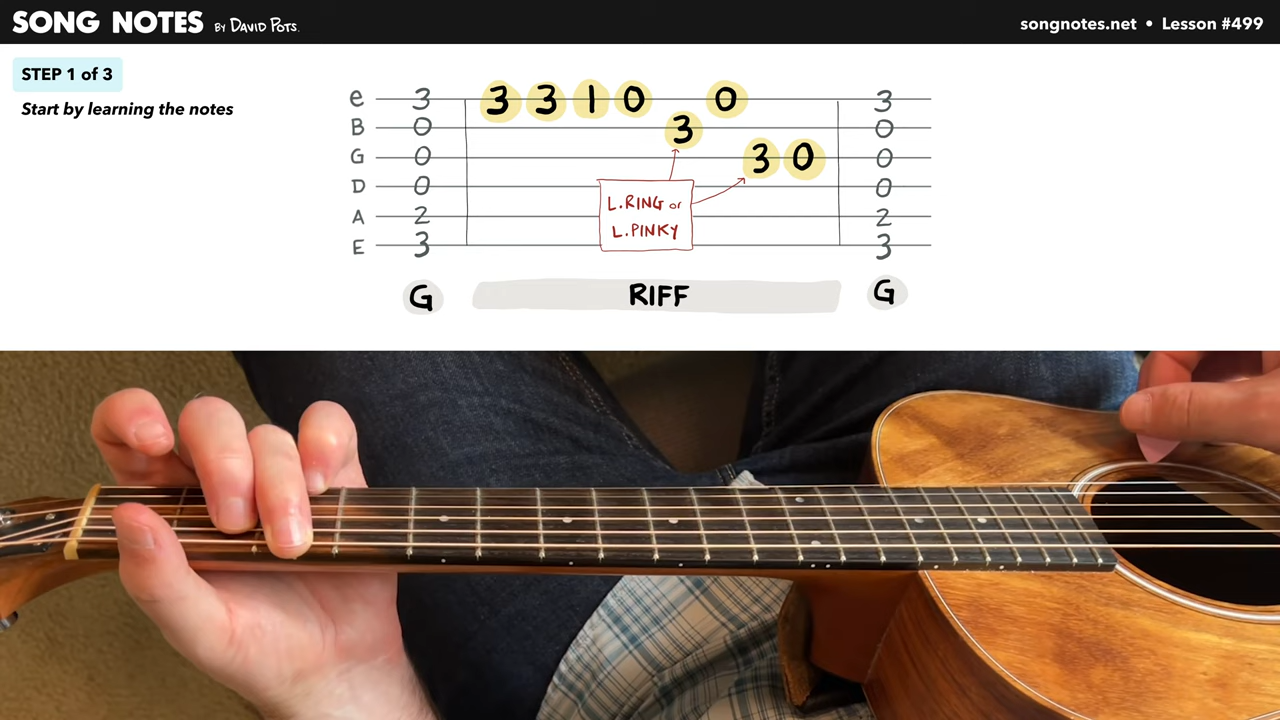 SONG NOTES BY DAVID POTS.
songnotes.net • Lesson #499
STEP 1 of 3
Start by learning the notes
e 3 3 3 1 0 0 3
B 0 3 0
G 0 3 0 0
D 0 0
A 2 2
E 3 3
L.RING or
L.PINKY
G RIFF G